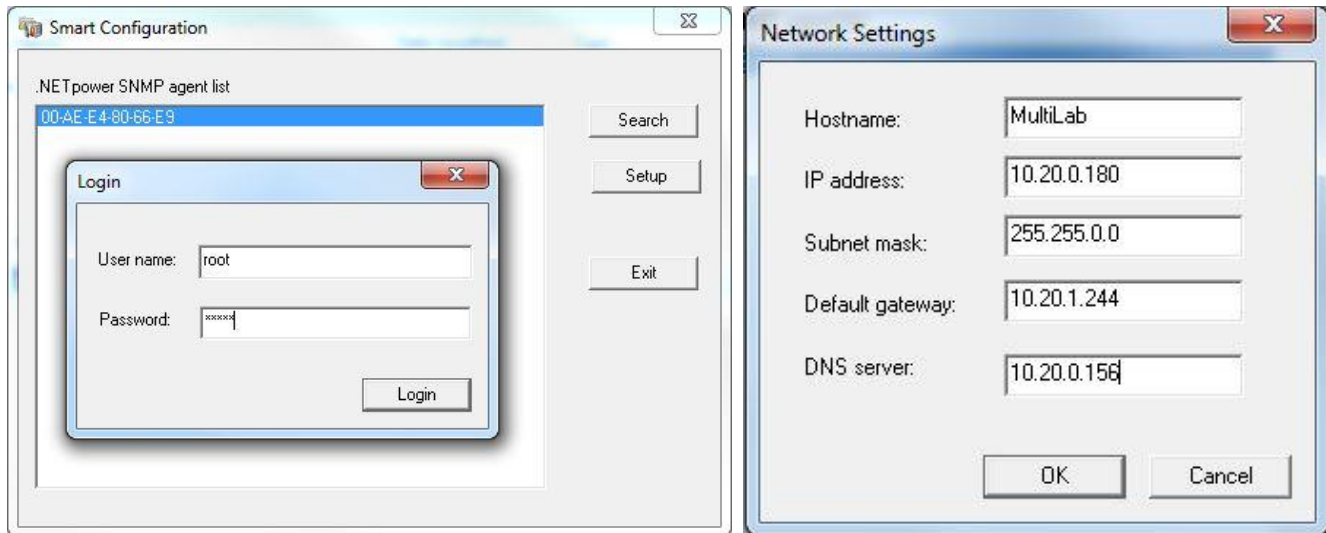 Smart Configuration
.NETpower SNMP agent list
00-AE-E4-80-66-E9
Search
Setup
Exit
Login
User name: root
Password: *****
Login
Network Settings
Hostname: MultiLab
IP address: 10.20.0.180
Subnet mask: 255.255.0.0
Default gateway: 10.20.1.244
DNS server: 10.20.0.156
OK Cancel